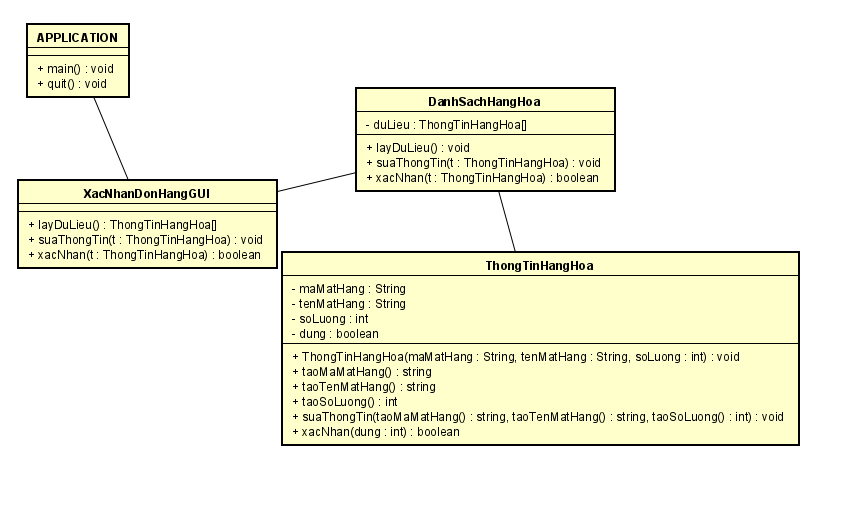 APPLICATION
+ main() : void
+ quit() : void
DanhSachHangHoa
- duLieu : ThongTinHangHoa[]
+ layDuLieu() : void
+ suaThongTin(t : ThongTinHangHoa) : void
+ xacNhan(t : ThongTinHangHoa) : boolean
XacNhanDonHangGUI
+ layDuLieu() : ThongTinHangHoa[]
+ suaThongTin(t : ThongTinHangHoa) : void
+ xacNhan(t : ThongTinHangHoa) : boolean
ThongTinHangHoa
- maMatHang : String
- tenMatHang : String
- soLuong : int
- dung : boolean
+ ThongTinHangHoa(maMatHang : String, tenMatHang : String, soLuong : int) : void
+ taoMaMatHang() : string
+ taoTenMatHang() : string
+ taoSoLuong() : int
+ suaThongTin(taoMaMatHang() : string, taoTenMatHang() : string, taoSoLuong() : int) : void
+ xacNhan(dung : int) : boolean